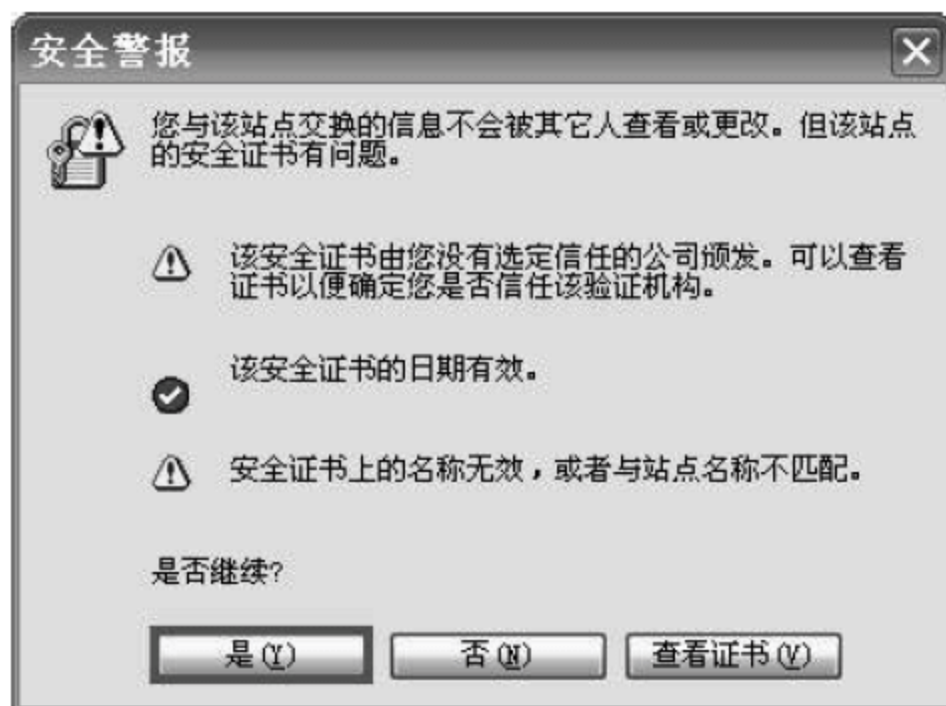 安全警报
您与该站点交换的信息不会被其它人查看或更改。但该站点
的安全证书有问题。
该安全证书由您没有选定信任的公司颁发。可以查看
证书以便确定您是否信任该验证机构。
该安全证书的日期有效。
安全证书上的名称无效，或者与站点名称不匹配。
是否继续?
是(Y) 否(N) 查看证书(V)